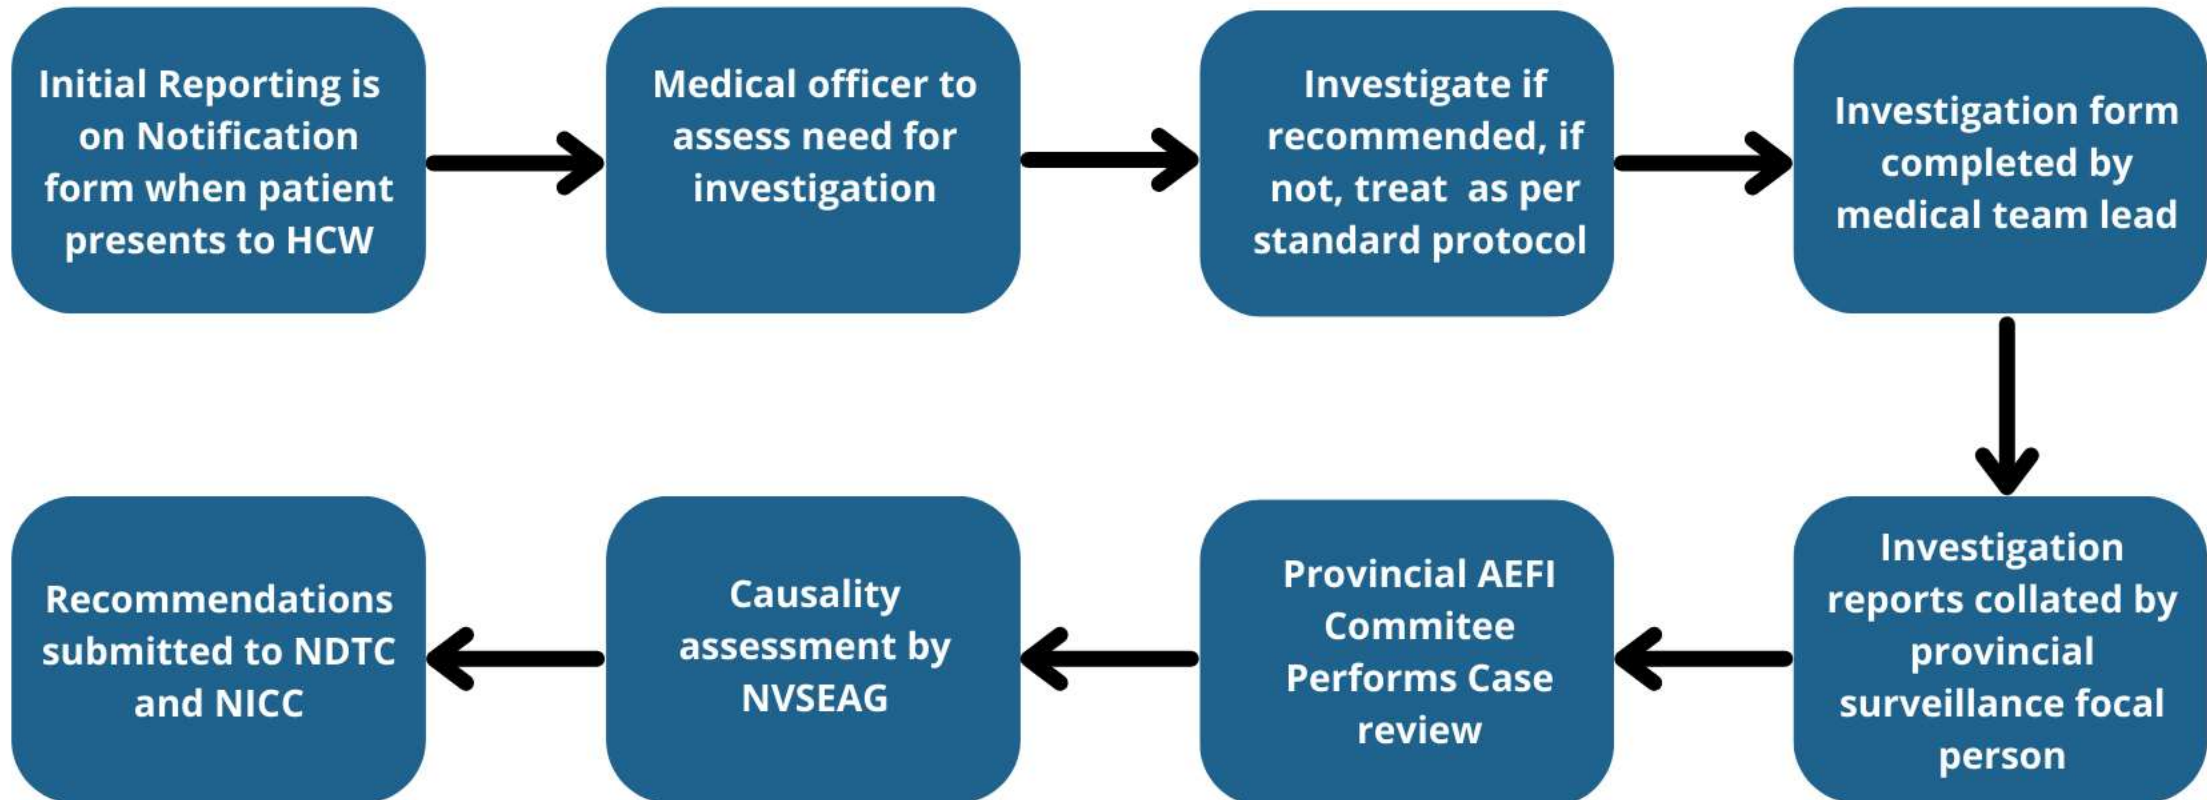 Initial Reporting is
on Notification
form when patient
presents to HCW
Medical officer to
assess need for
investigation
Investigate if
recommended, if
not, treat as per
standard protocol
Investigation form
completed by
medical team lead
Investigation
reports collated by
provincial
surveillance focal
person
Provincial AEFI
Commitee
Performs Case
review
Causality
assessment by
NVSEAG
Recommendations
submitted to NDTC
and NICC